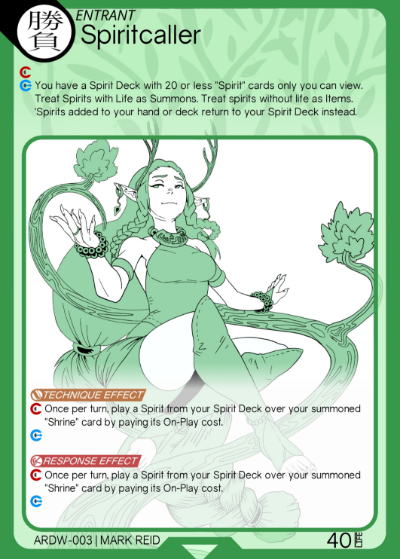 勝負
ENTRANT
Spiritcaller
C
C You have a Spirit Deck with 20 or less "Spirit" cards only you can view.
Treat Spirits with Life as Summons. Treat spirits without life as Items.
'Spirits added to your hand or deck return to your Spirit Deck instead.
TECHNIQUE EFFECT
C Once per turn, play a Spirit from your Spirit Deck over your summoned
"Shrine" card by paying its On-Play cost.
C
RESPONSE EFFECT
C Once per turn, play a Spirit from your Spirit Deck over your summoned
"Shrine" card by paying its On-Play cost.
C
ARDW-003 | MARK REID
40 LIFE